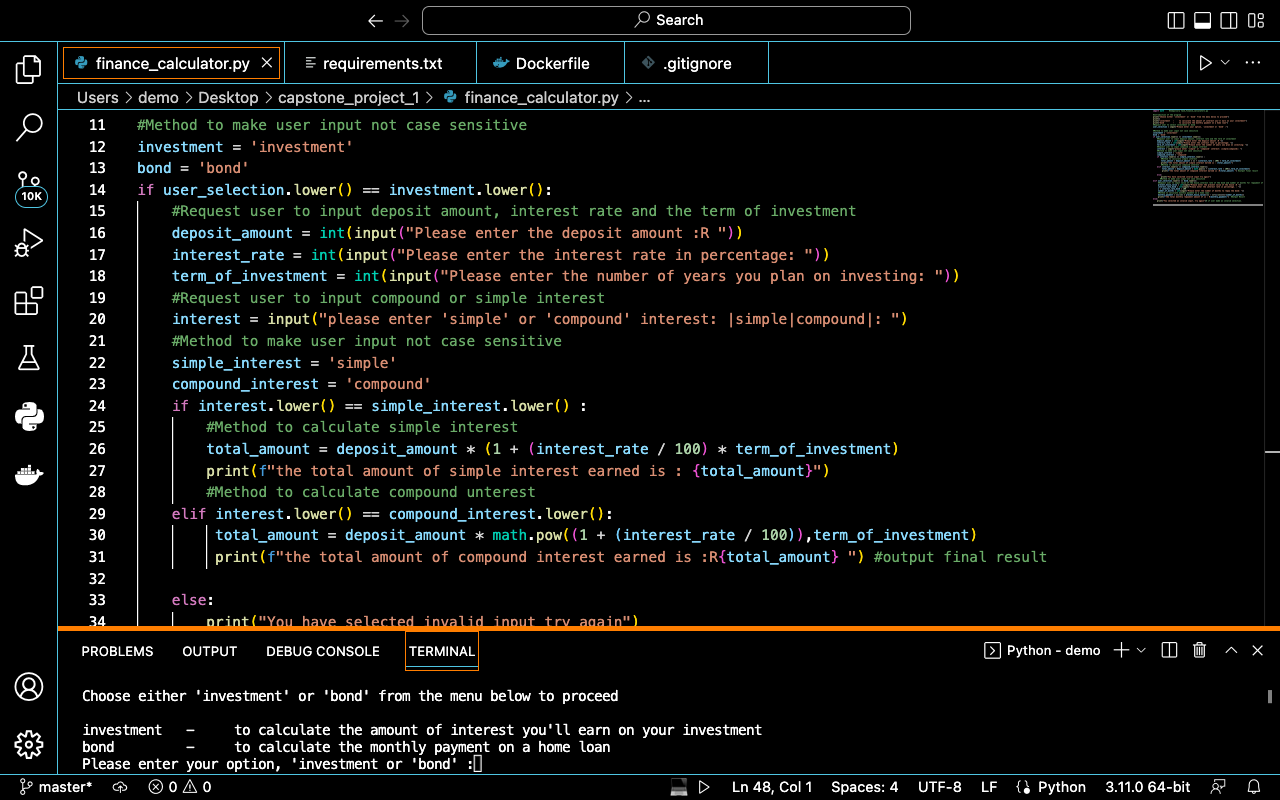 Search
finance_calculator.py
requirements.txt
Dockerfile
.gitignore
Users > demo > Desktop > capstone_project_1 > finance_calculator.py > ...
11 #Method to make user input not case sensitive
12 investment = 'investment'
13 bond = 'bond'
14 if user_selection.lower() == investment.lower():
15 #Request user to input deposit amount, interest rate and the term of investment
16 deposit_amount = int(input("Please enter the deposit amount :R "))
17 interest_rate = int(input("Please enter the interest rate in percentage: "))
18 term_of_investment = int(input("Please enter the number of years you plan on investing: "))
19 #Request user to input compound or simple interest
20 interest = input("please enter 'simple' or 'compound' interest: |simple|compound|: ")
21 #Method to make user input not case sensitive
22 simple_interest = 'simple'
23 compound_interest = 'compound'
24 if interest.lower() == simple_interest.lower() :
25 #Method to calculate simple interest
26 total_amount = deposit_amount * (1 + (interest_rate / 100) * term_of_investment)
27 print(f"the total amount of simple interest earned is : {total_amount}")
28 #Method to calculate compound unterest
29 elif interest.lower() == compound_interest.lower():
30 total_amount = deposit_amount * math.pow((1 + (interest_rate / 100)),term_of_investment)
31 print(f"the total amount of compound interest earned is :R{total_amount} ") #output final result
32
33 else:
34 print("You have selected invalid input try again")
10K
PROBLEMS OUTPUT DEBUG CONSOLE TERMINAL
Python - demo
Choose either 'investment' or 'bond' from the menu below to proceed
investment - to calculate the amount of interest you'll earn on your investment
bond - to calculate the monthly payment on a home loan
Please enter your option, 'investment or 'bond' :
master* 0 0 Ln 48, Col 1 Spaces: 4 UTF-8 LF Python 3.11.0 64-bit